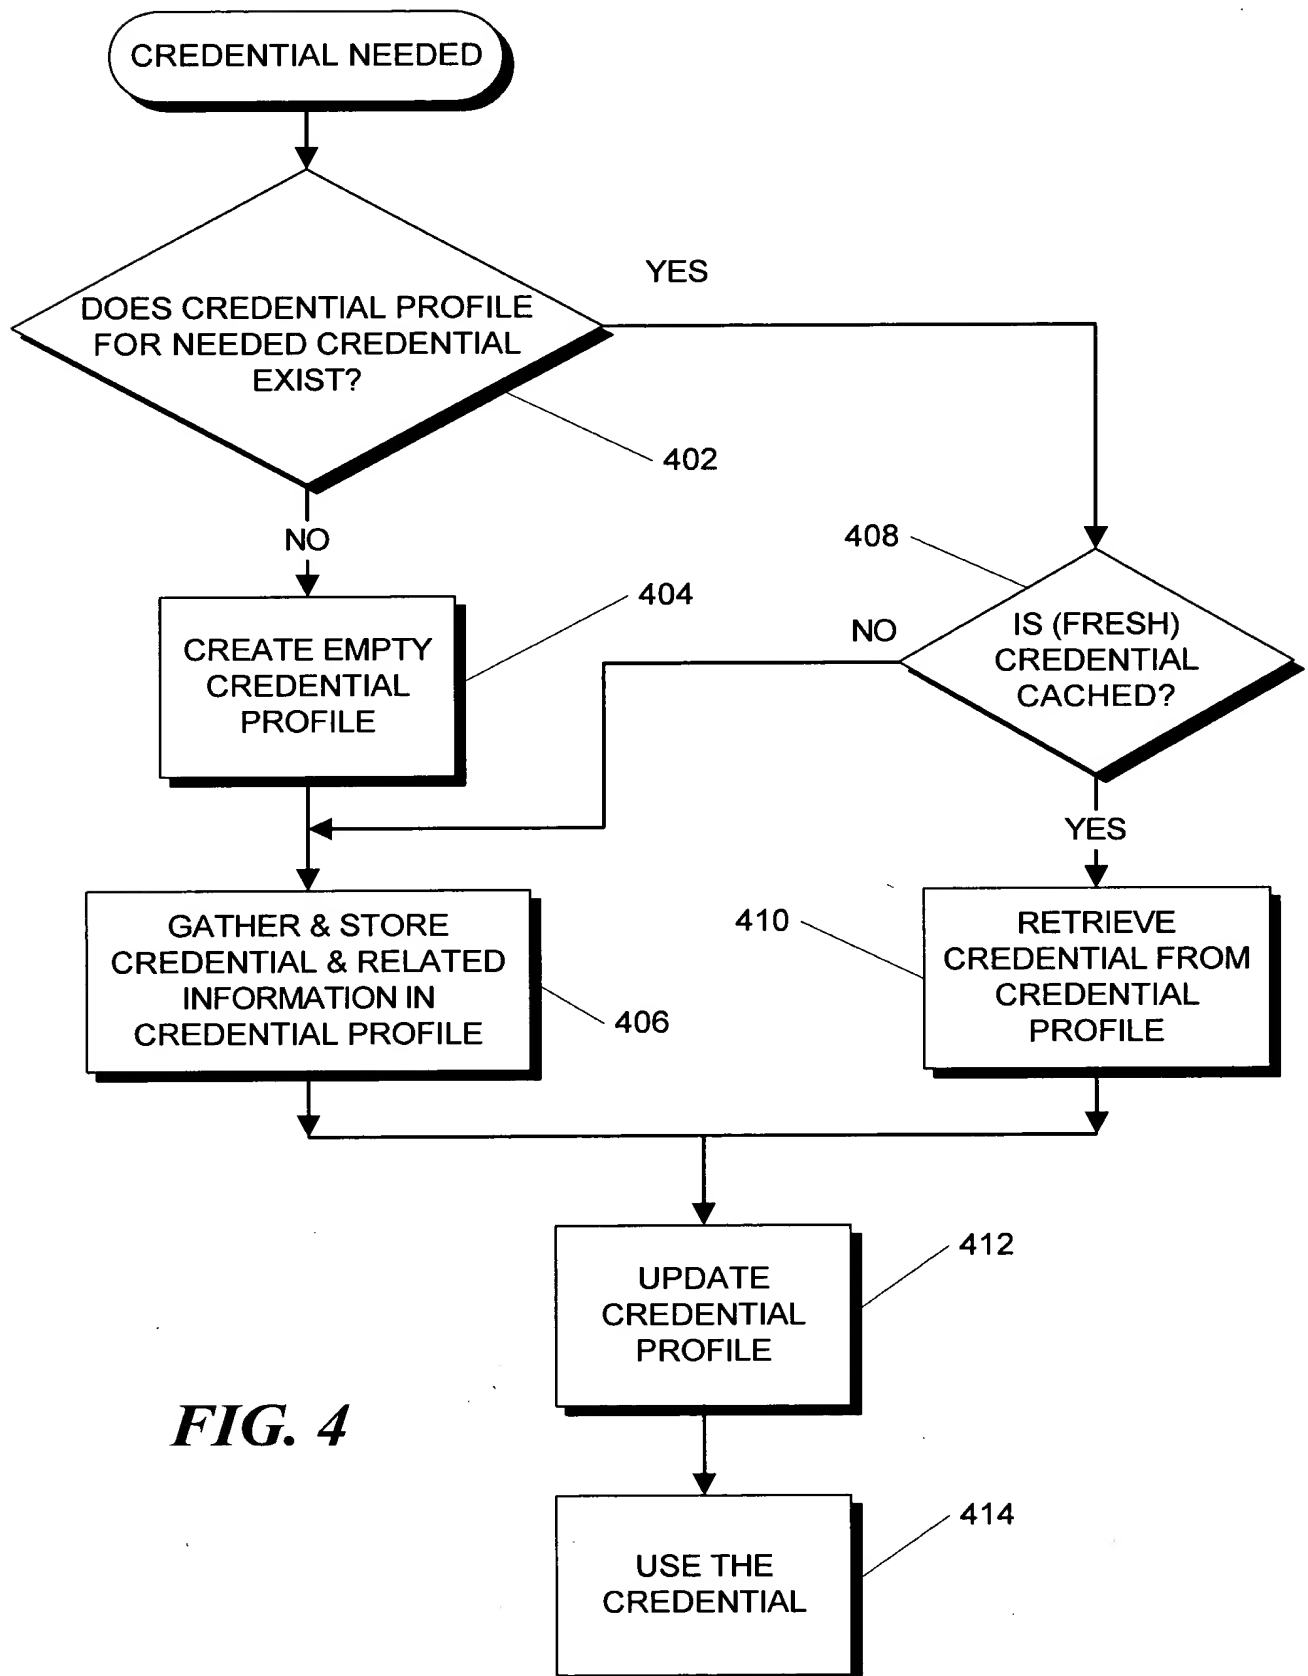 CREDENTIAL NEEDED
YES
DOES CREDENTIAL PROFILE
FOR NEEDED CREDENTIAL
EXIST?
402
NO
408
404
NO
IS (FRESH)
CREDENTIAL
CACHED?
CREATE EMPTY
CREDENTIAL
PROFILE
YES
GATHER & STORE
CREDENTIAL & RELATED
INFORMATION IN
CREDENTIAL PROFILE
406
410
RETRIEVE
CREDENTIAL FROM
CREDENTIAL
PROFILE
412
UPDATE
CREDENTIAL
PROFILE
FIG. 4
414
USE THE
CREDENTIAL